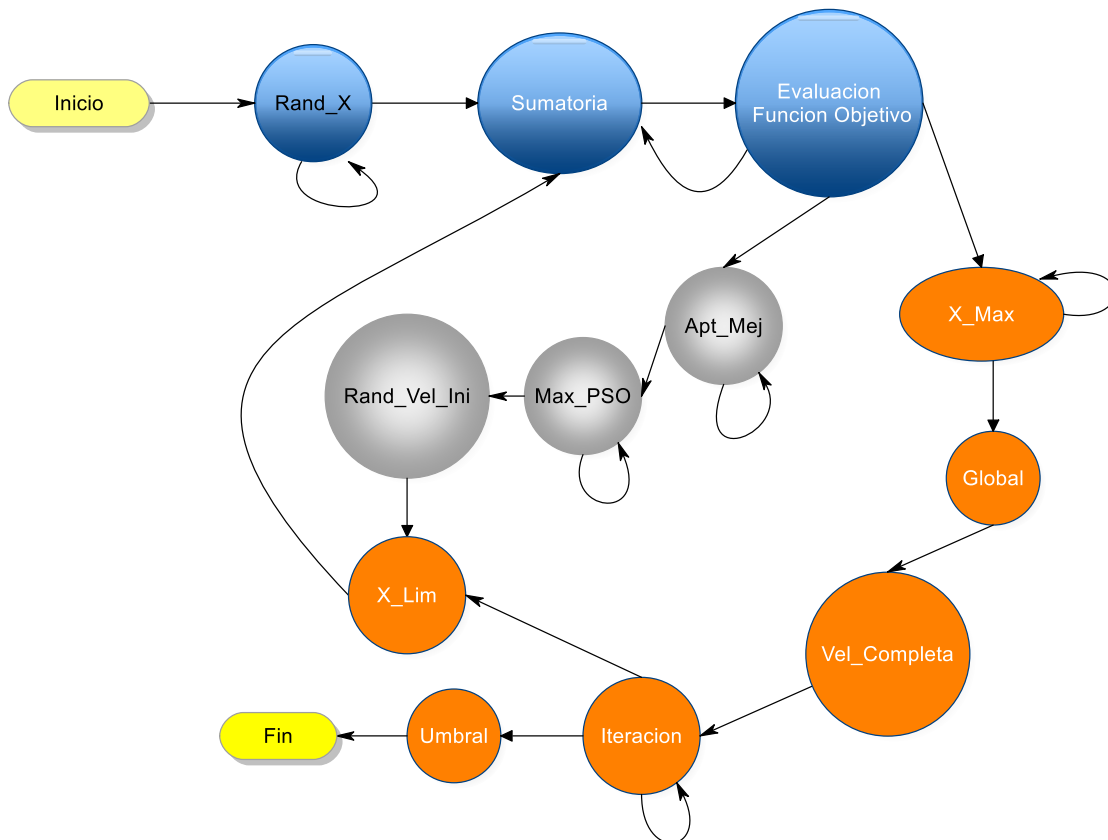 Inicio
Rand_X
Sumatoria
Evaluacion
Funcion Objetivo
Apt_Mej
X_Max
Rand_Vel_Ini
Max_PSO
Global
X_Lim
Vel_Completa
Fin
Umbral
Iteracion